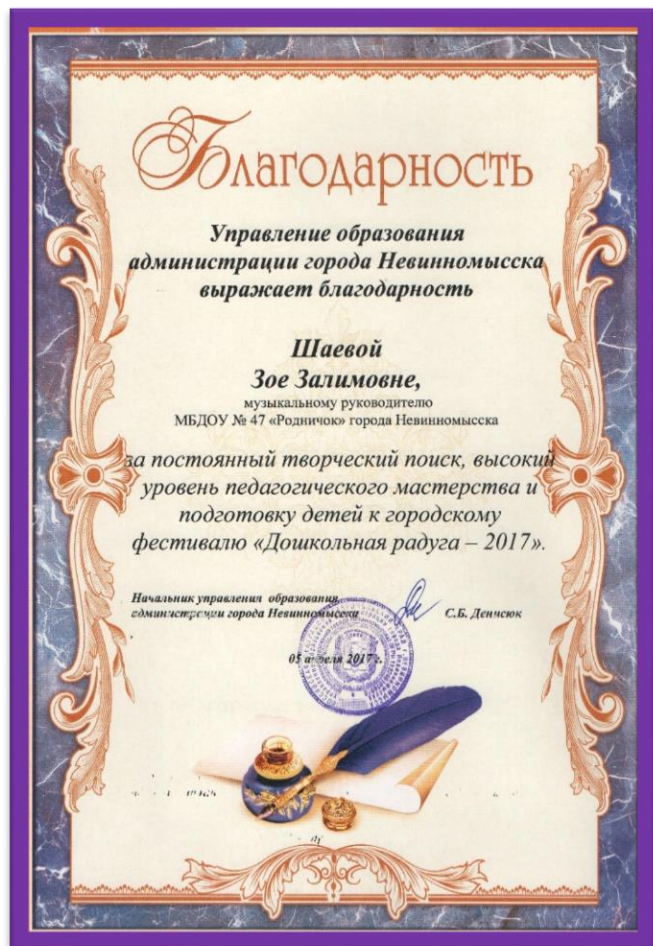 Благодарность
Управление образования
администрации города Невинномысска
выражает благодарность
Шаевой
Зое Залимовне,
музыкальному руководителю
МБДОУ № 47 «Родничок» города Невинномысска
за постоянный творческий поиск, высокий
уровень педагогического мастерства и
подготовку детей к городскому
фестивалю «Дошкольная радуга – 2017».
Начальник управления образования
администрации города Невинномысска С.Б. Денисюк
05 апреля 2017 г.